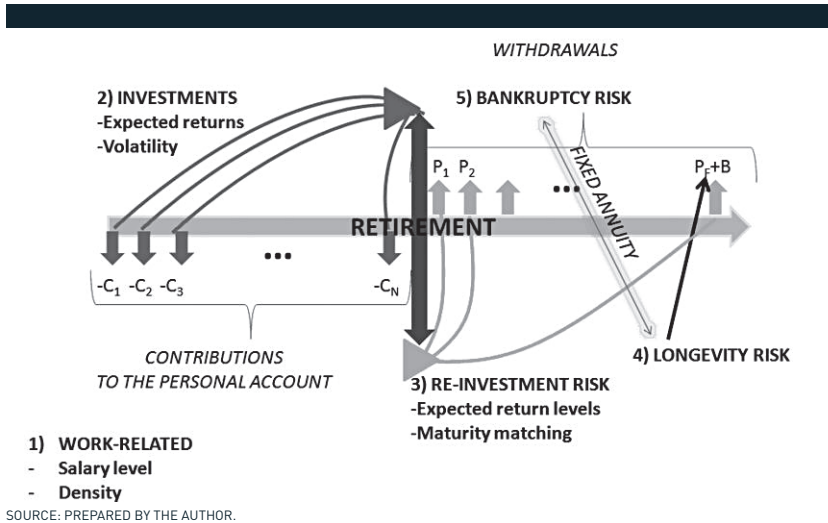 WITHDRAWALS
2) INVESTMENTS
-Expected returns
-Volatility
5) BANKRUPTCY RISK
P1 P2
...
PF+B
FIXED ANNUITY
RETIREMENT
...
-C1 -C2 -C3
-CN
CONTRIBUTIONS
TO THE PERSONAL ACCOUNT
4) LONGEVITY RISK
3) RE-INVESTMENT RISK
-Expected return levels
-Maturity matching
1) WORK-RELATED
- Salary level
- Density
SOURCE: PREPARED BY THE AUTHOR.